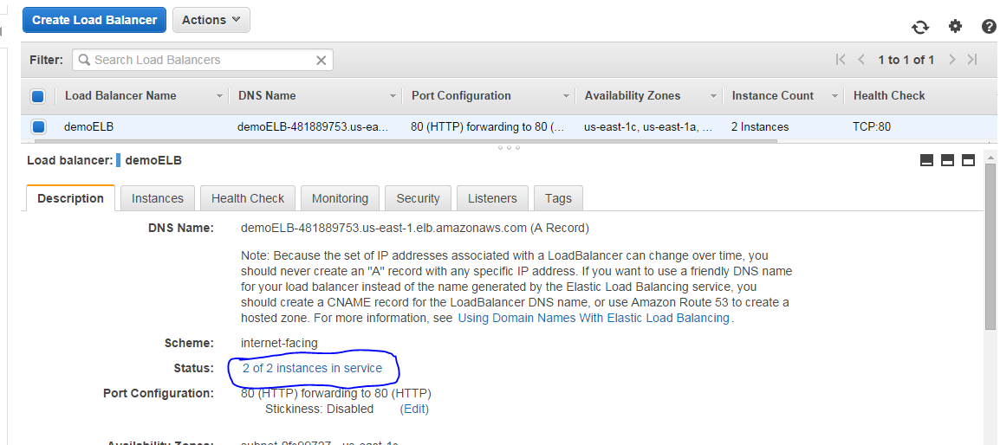 Create Load Balancer Actions
Filter: Search Load Balancers 1 to 1 of 1
Load Balancer Name DNS Name Port Configuration Availability Zones Instance Count Health Check
demoELB demoELB-481889753.us-ea... 80 (HTTP) forwarding to 80 (... us-east-1c, us-east-1a, ... 2 Instances TCP:80
Load balancer: demoELB
Description Instances Health Check Monitoring Security Listeners Tags
DNS Name: demoELB-481889753.us-east-1.elb.amazonaws.com (A Record)
Note: Because the set of IP addresses associated with a LoadBalancer can change over time, you
should never create an "A" record with any specific IP address. If you want to use a friendly DNS name
for your load balancer instead of the name generated by the Elastic Load Balancing service, you
should create a CNAME record for the LoadBalancer DNS name, or use Amazon Route 53 to create a
hosted zone. For more information, see Using Domain Names With Elastic Load Balancing.
Scheme: internet-facing
Status: 2 of 2 instances in service
Port Configuration: 80 (HTTP) forwarding to 80 (HTTP)
Stickiness: Disabled (Edit)
Availability Zones: